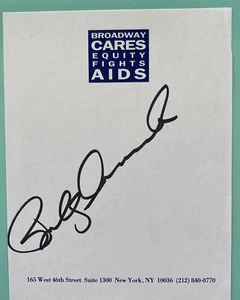 BROADWAY
CARES
EQUITY
FIGHTS
AIDS
165 West 46th Street Suite 1300 New York, NY 10036 (212) 840-0770